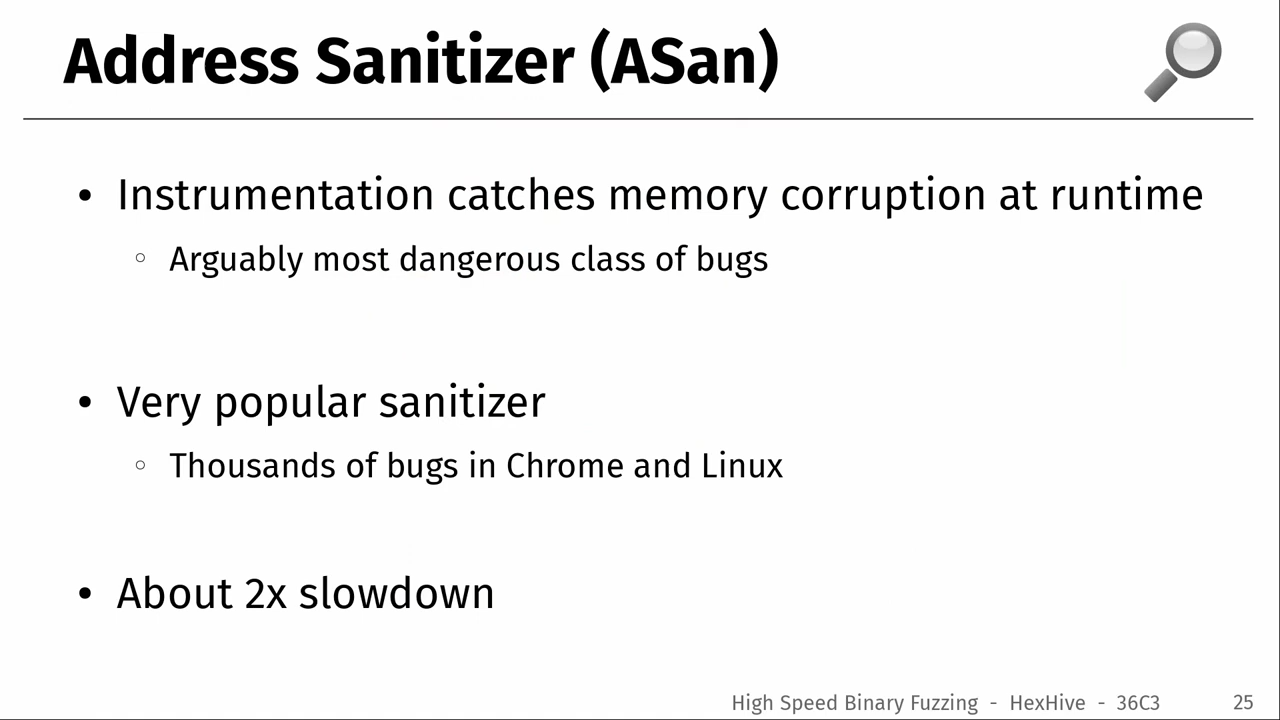 Address Sanitizer (ASan)
• Instrumentation catches memory corruption at runtime
○ Arguably most dangerous class of bugs
• Very popular sanitizer
○ Thousands of bugs in Chrome and Linux
• About 2x slowdown
High Speed Binary Fuzzing - HexHive - 36C3 25